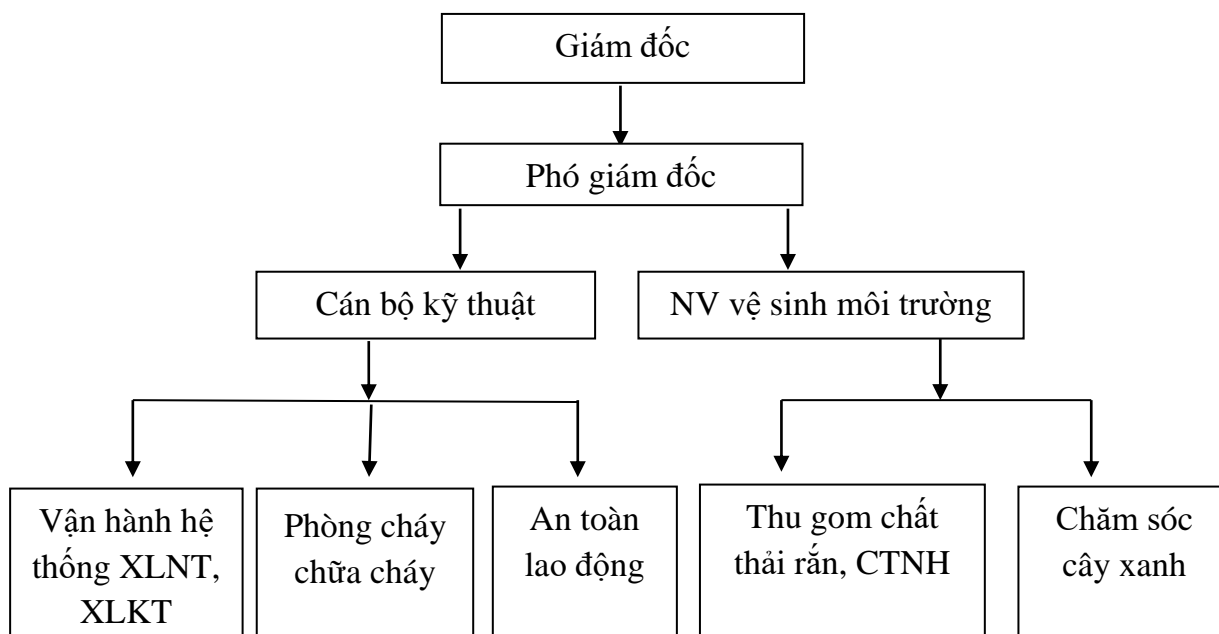 Giám đốc
Phó giám đốc
Cán bộ kỹ thuật
NV vệ sinh môi trường
Vận hành hệ
thống XLNT,
XLKT
Phòng cháy
chữa cháy
An toàn
lao động
Thu gom chất
thải rắn, CTNH
Chăm sóc
cây xanh